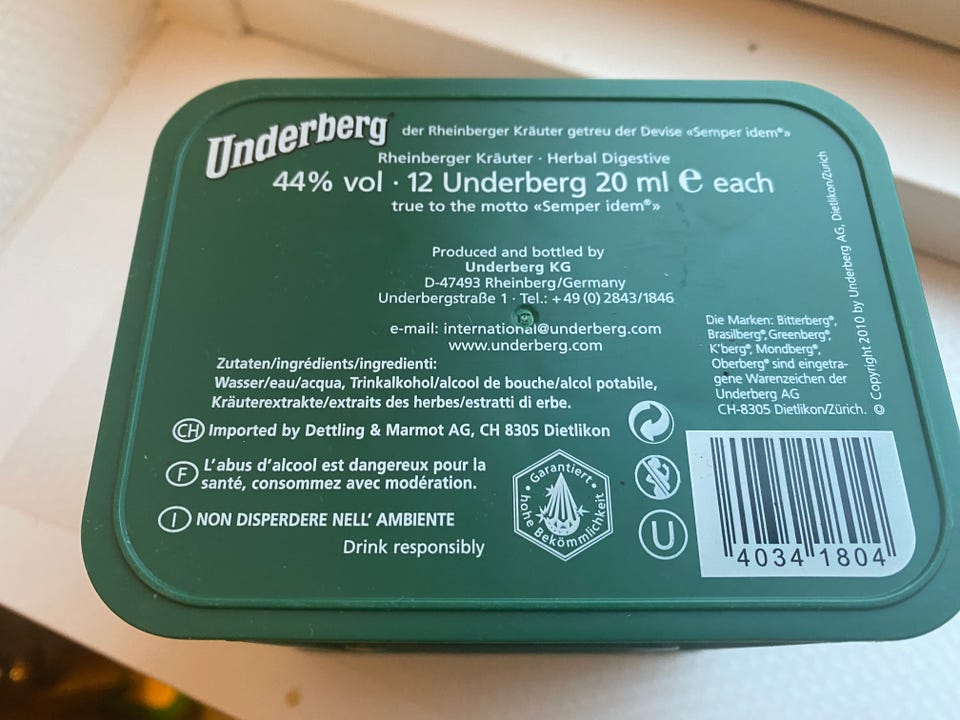 Underberg® der Rheinberger Kräuter getreu der Devise «Semper idem®»
Rheinberger Kräuter · Herbal Digestive
44% vol · 12 Underberg 20 ml e each
true to the motto «Semper idem®»
Produced and bottled by
Underberg KG
D-47493 Rheinberg/Germany
Underbergstraße 1 · Tel.: +49 (0) 2843/1846
e-mail: international@underberg.com
www.underberg.com
Zutaten/ingrédients/ingredienti:
Wasser/eau/acqua, Trinkalkohol/alcool de bouche/alcol potabile,
Kräuterextrakte/extraits des herbes/estratti di erbe.
CH Imported by Dettling & Marmot AG, CH 8305 Dietlikon
F L'abus d'alcool est dangereux pour la
santé, consommez avec modération.
I NON DISPERDERE NELL' AMBIENTE
Drink responsibly
Garantiert
hohe Bekömmlichkeit
U
Die Marken: Bitterberg®,
Brasilberg®, Greenberg®,
K'berg®, Mondberg®,
Oberberg® sind eingetra-
gene Warenzeichen der
Underberg AG
CH-8305 Dietlikon/Zürich.
© Copyright 2010 by Underberg AG, Dietlikon/Zürich
4034 1804